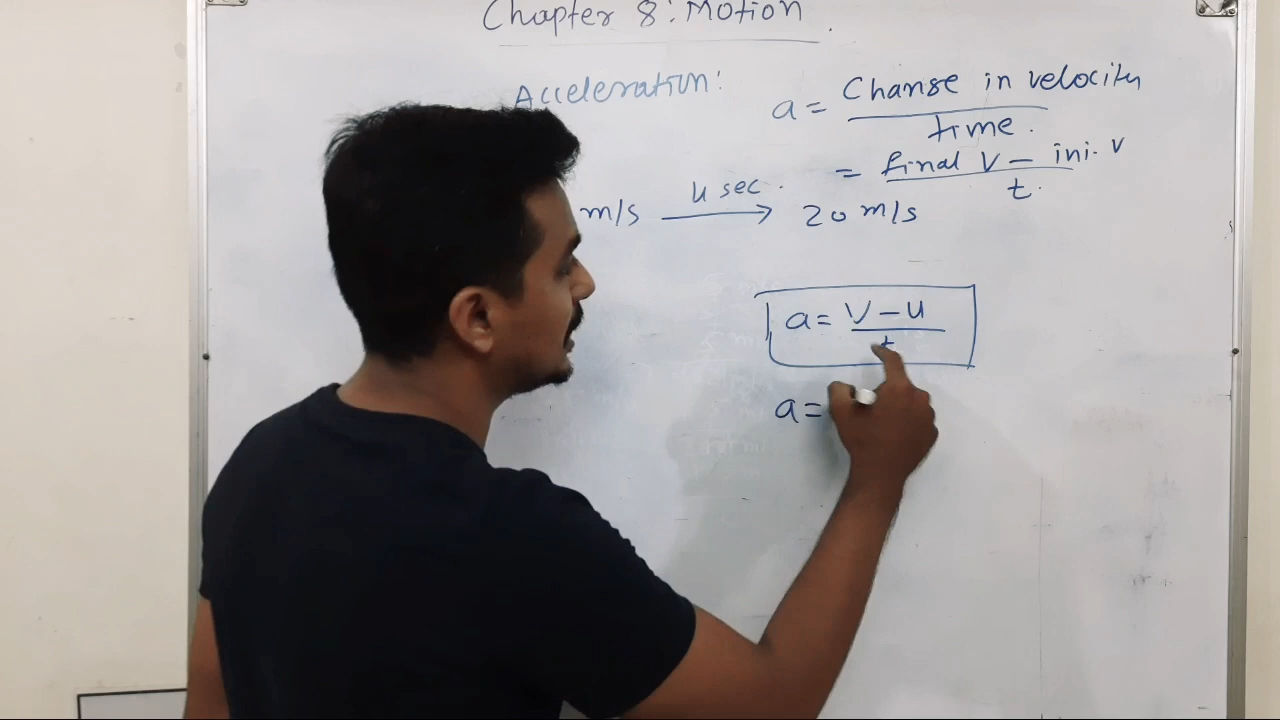 Chapter 8: Motion
Acceleration:
a = Change in velocity
time.
= final V - ini. v
t.
m/s 4 sec. → 20 m/s
a = V - u
t
a =